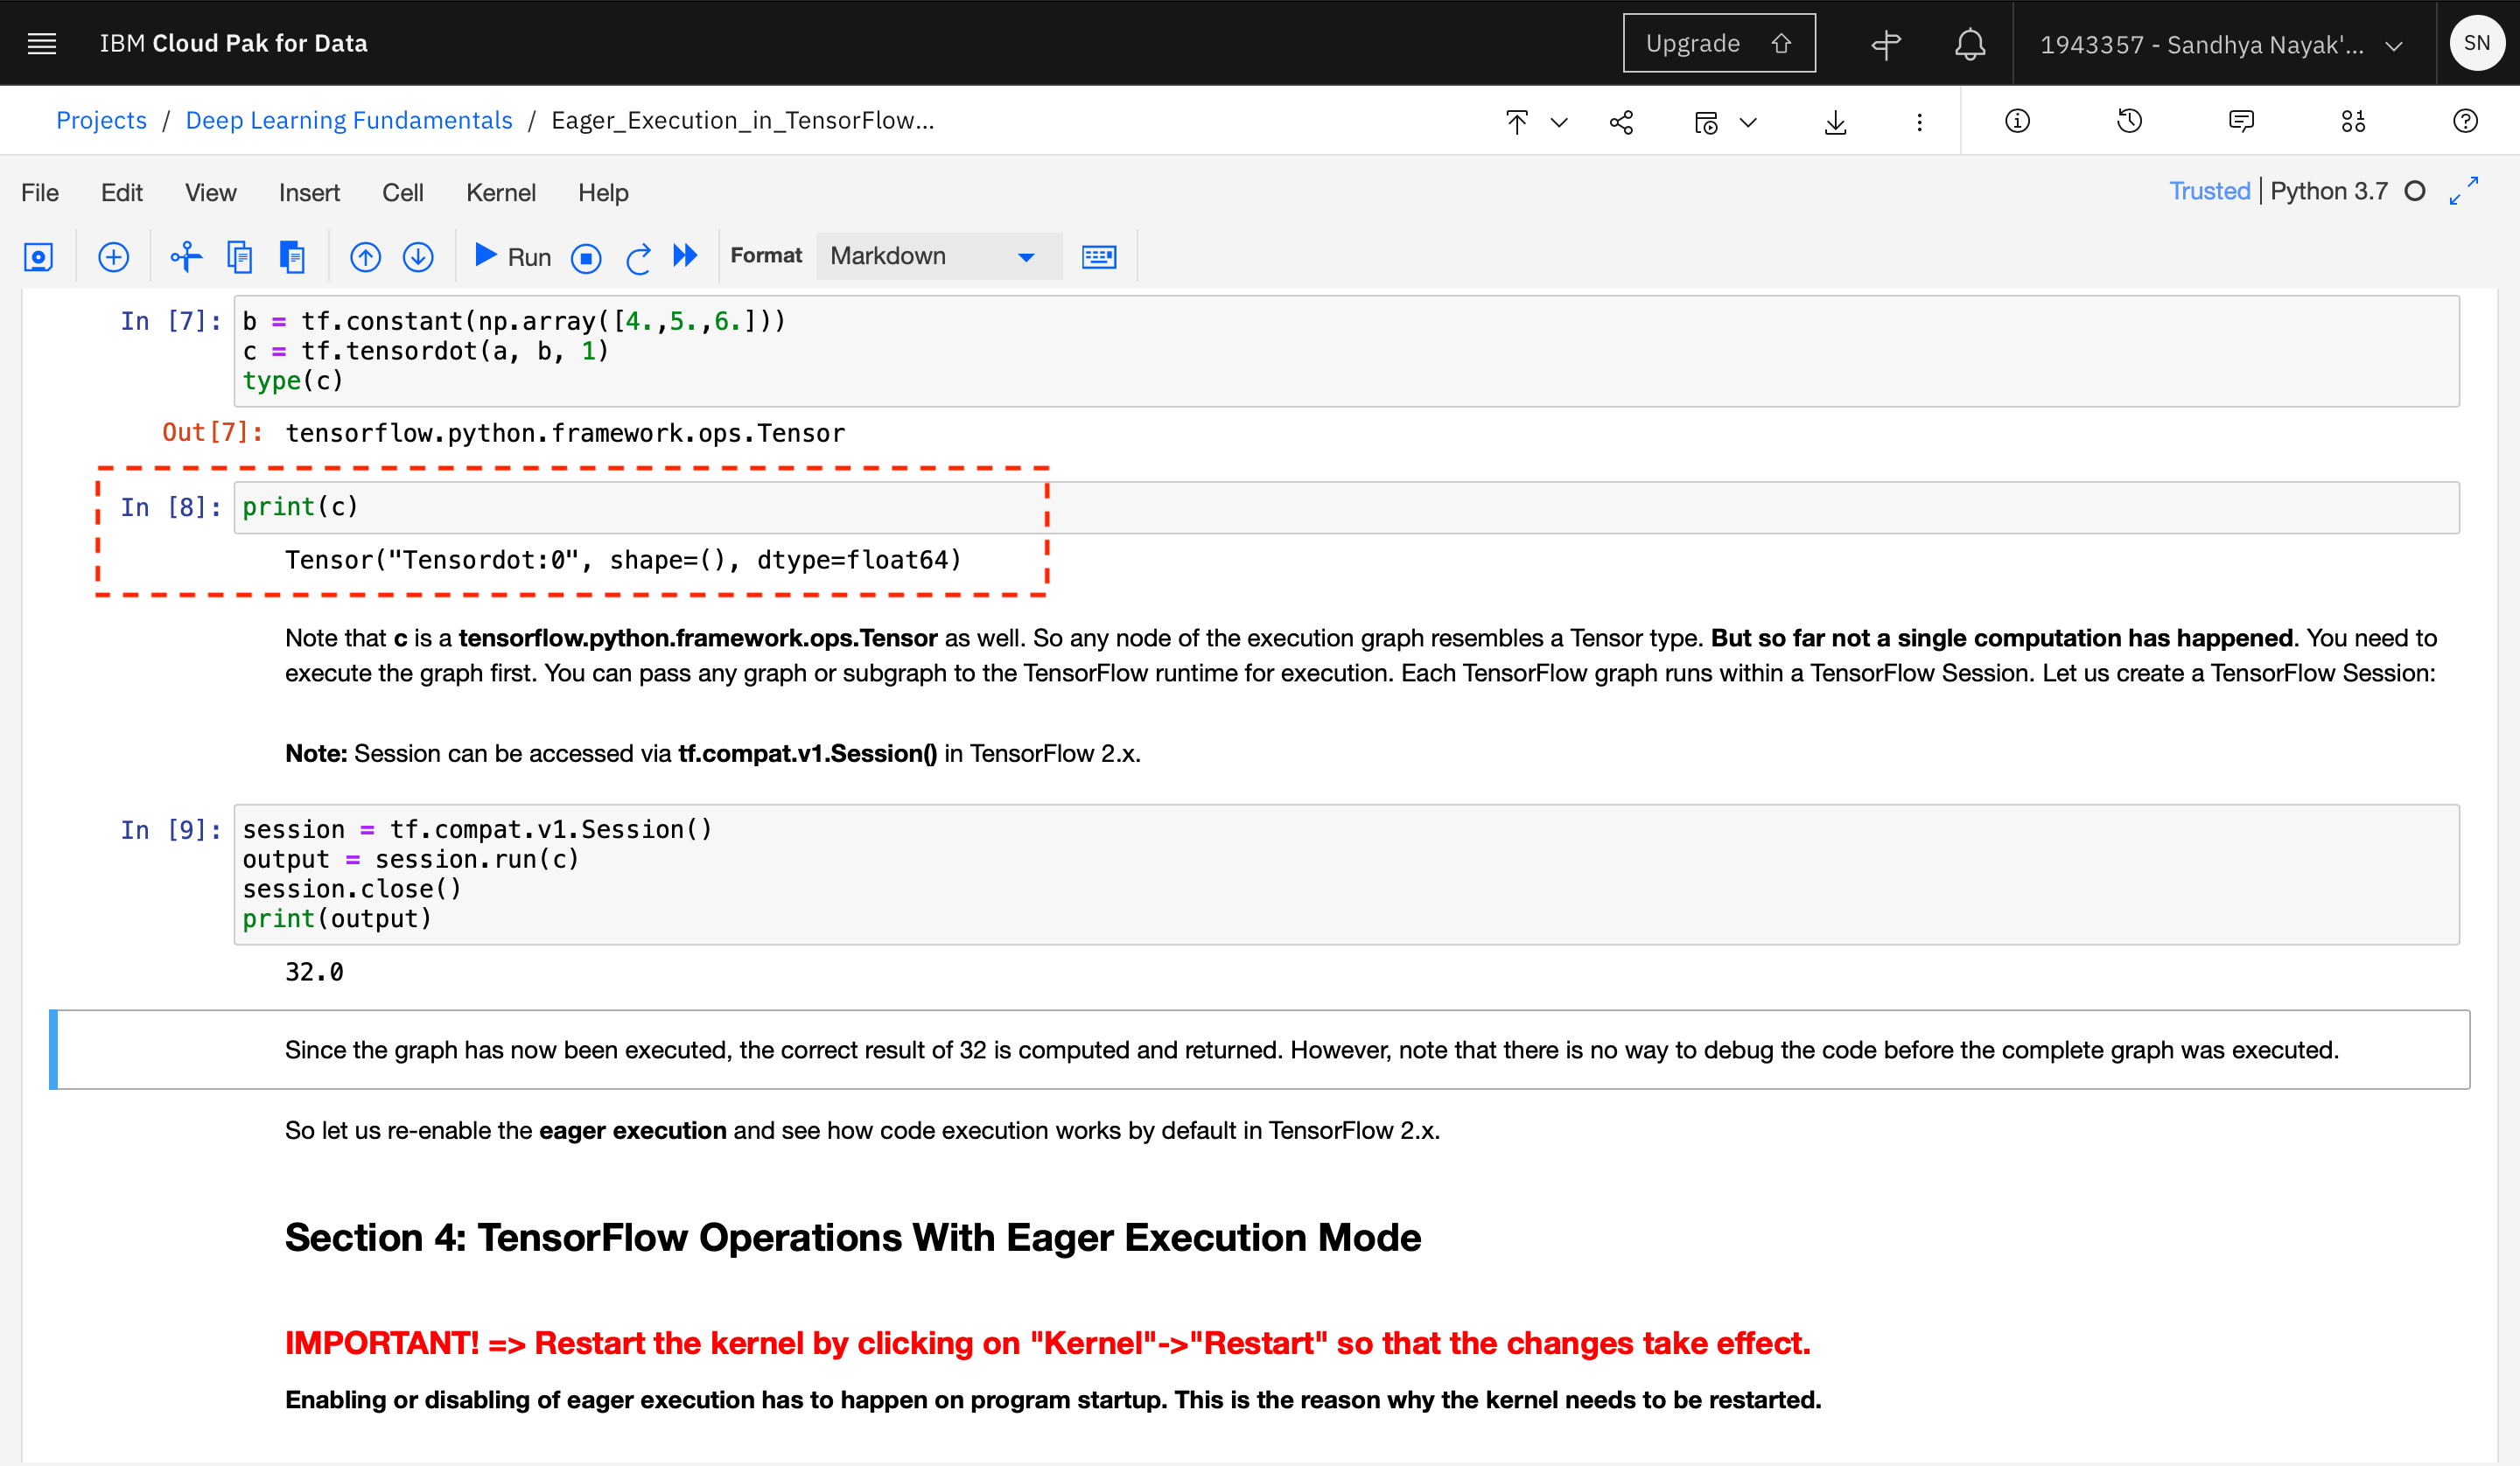 IBM Cloud Pak for Data
Upgrade
1943357 - Sandhya Nayak'...
SN
Projects / Deep Learning Fundamentals / Eager_Execution_in_TensorFlow...
File Edit View Insert Cell Kernel Help
Trusted | Python 3.7
Run
Format
Markdown
In [7]: b = tf.constant(np.array([4.,5.,6.]))
c = tf.tensordot(a, b, 1)
type(c)
Out[7]: tensorflow.python.framework.ops.Tensor
In [8]: print(c)
Tensor("Tensordot:0", shape=(), dtype=float64)
Note that c is a tensorflow.python.framework.ops.Tensor as well. So any node of the execution graph resembles a Tensor type. But so far not a single computation has happened. You need to
execute the graph first. You can pass any graph or subgraph to the TensorFlow runtime for execution. Each TensorFlow graph runs within a TensorFlow Session. Let us create a TensorFlow Session:
Note: Session can be accessed via tf.compat.v1.Session() in TensorFlow 2.x.
In [9]: session = tf.compat.v1.Session()
output = session.run(c)
session.close()
print(output)
32.0
Since the graph has now been executed, the correct result of 32 is computed and returned. However, note that there is no way to debug the code before the complete graph was executed.
So let us re-enable the eager execution and see how code execution works by default in TensorFlow 2.x.
Section 4: TensorFlow Operations With Eager Execution Mode
IMPORTANT! => Restart the kernel by clicking on "Kernel"->"Restart" so that the changes take effect.
Enabling or disabling of eager execution has to happen on program startup. This is the reason why the kernel needs to be restarted.